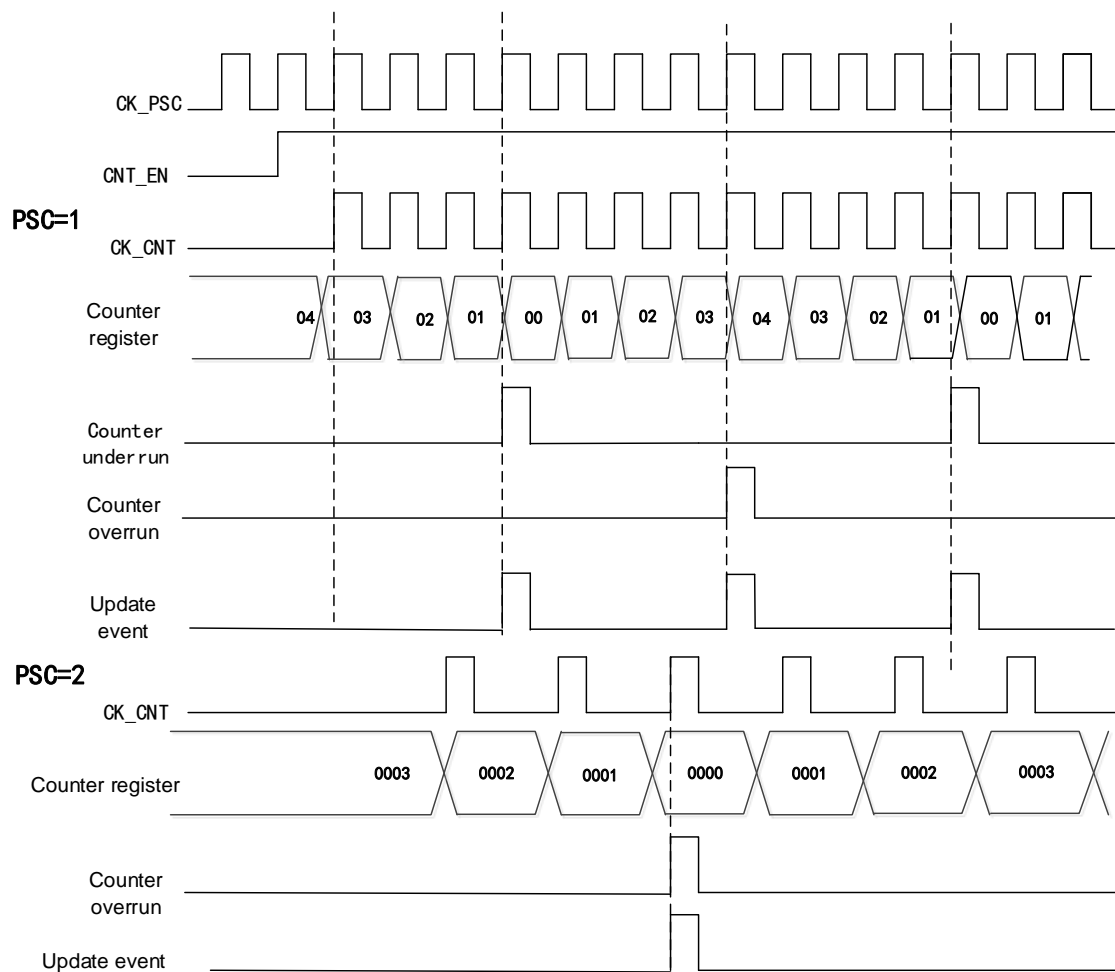 CK_PSC
CNT_EN
PSC=1
CK_CNT
Counter
register
04 03 02 01 00 01 02 03 04 03 02 01 00 01
Counter
underrun
Counter
overrun
Update
event
PSC=2
CK_CNT
Counter register
0003 0002 0001 0000 0001 0002 0003
Counter
overrun
Update event